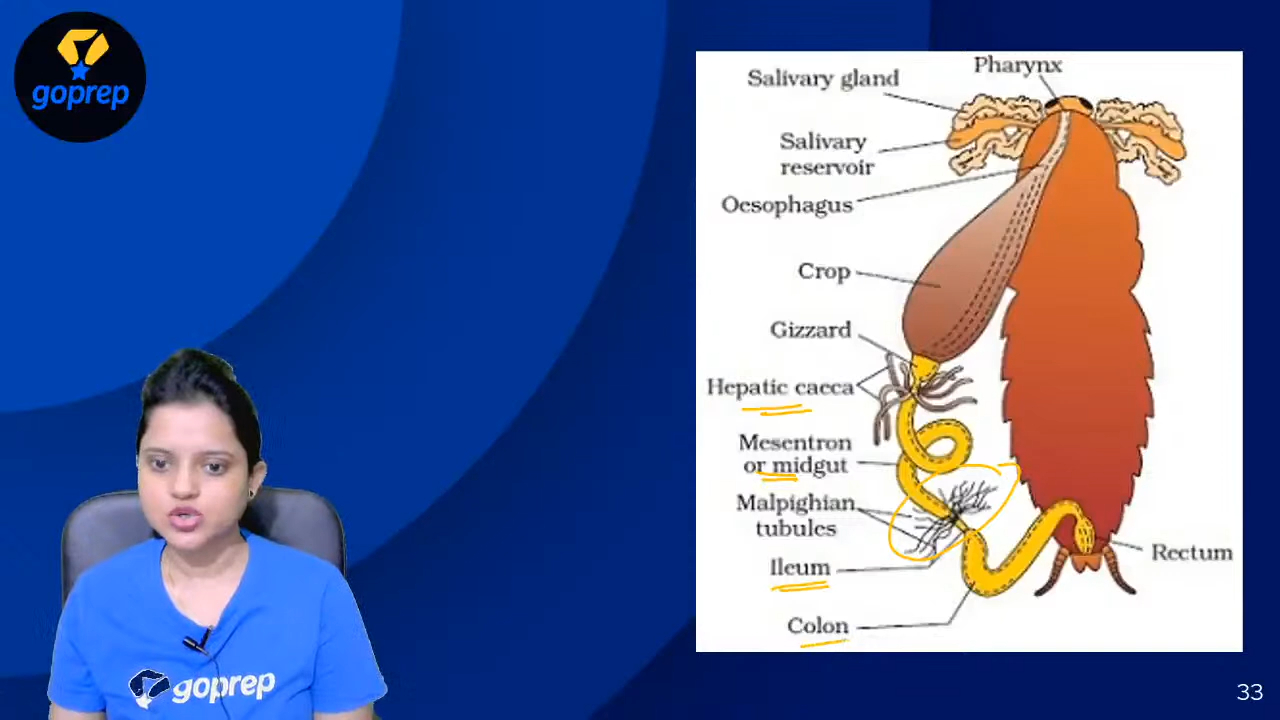 goprep
Pharynx
Salivary gland
Salivary
reservoir
Oesophagus
Crop
Gizzard
Hepatic caeca
Mesentron
or midgut
Malpighian
tubules
Ileum
Rectum
Colon
goprep
33